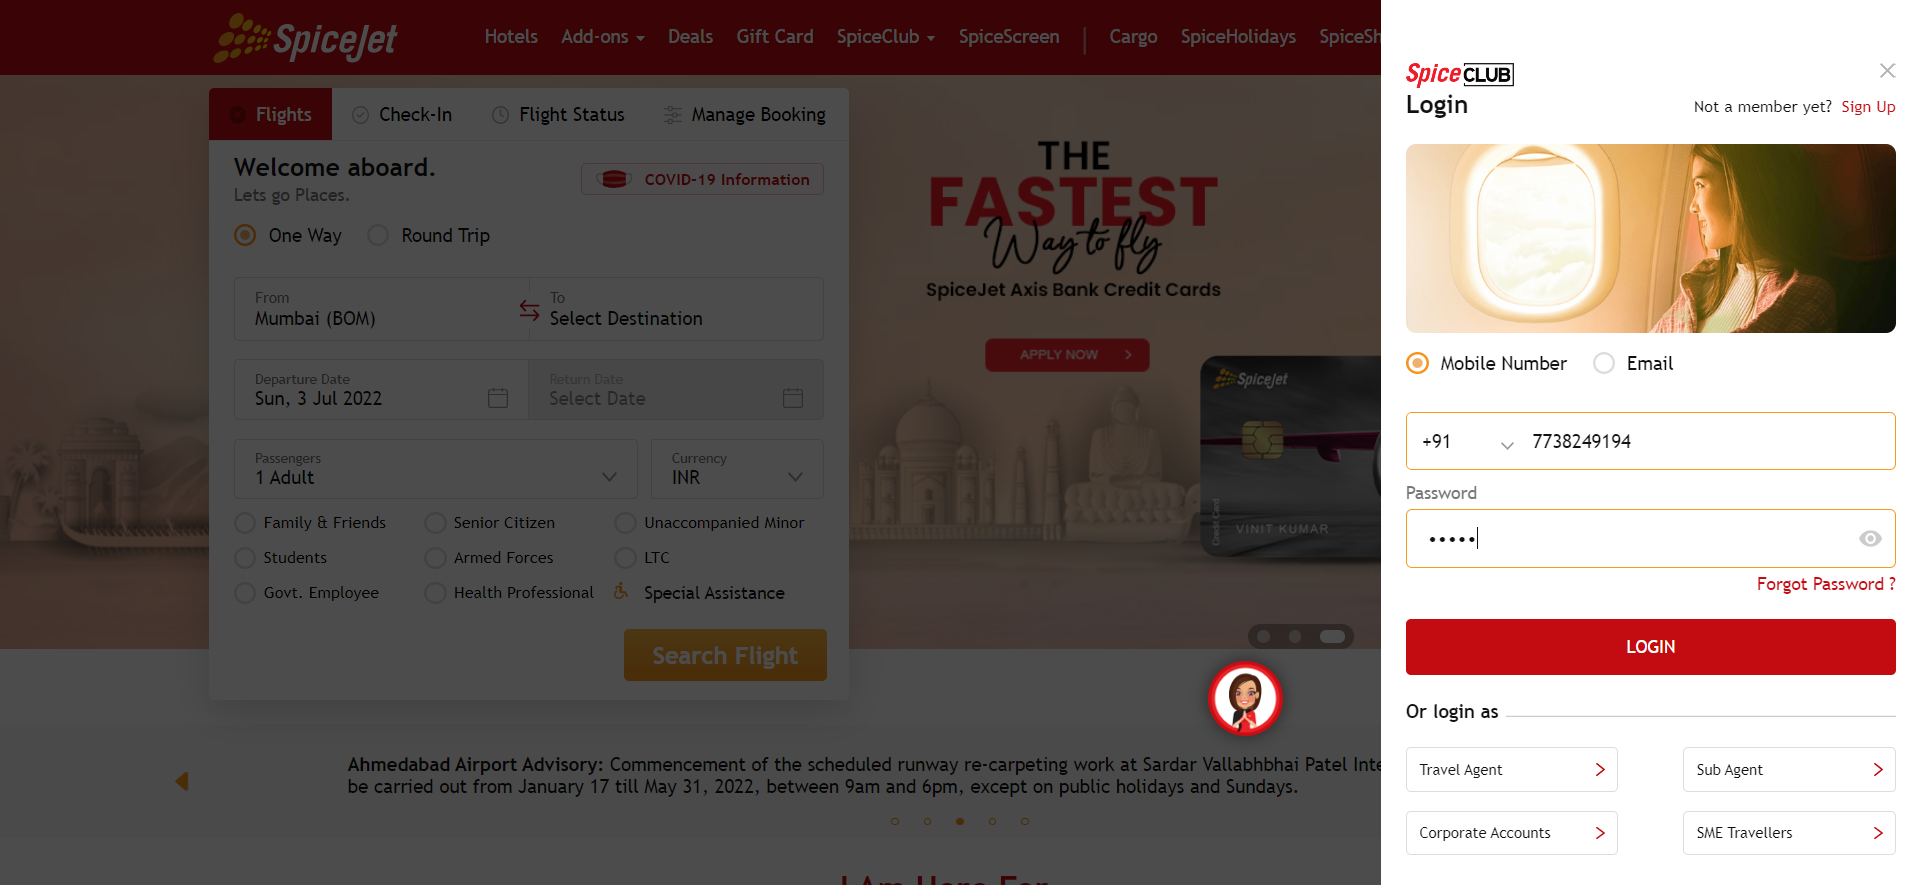 SpiceJet
Hotels Add-ons Deals Gift Card SpiceClub SpiceScreen | Cargo SpiceHolidays SpiceSh
Flights Check-In Flight Status Manage Booking
Welcome aboard.
Lets go Places.
COVID-19 Information
One Way Round Trip
From
Mumbai (BOM)
To
Select Destination
Departure Date
Sun, 3 Jul 2022
Return Date
Select Date
Passengers
1 Adult
Currency
INR
Family & Friends Senior Citizen Unaccompanied Minor
Students Armed Forces LTC
Govt. Employee Health Professional Special Assistance
Search Flight
THE
FASTEST
Way to fly
SpiceJet Axis Bank Credit Cards
APPLY NOW
SpiceJet
Credit Card
VINIT KUMAR
Ahmedabad Airport Advisory: Commencement of the scheduled runway re-carpeting work at Sardar Vallabhbhai Patel Inte
be carried out from January 17 till May 31, 2022, between 9am and 6pm, except on public holidays and Sundays.
I Am Here For
SpiceCLUB
Login
Not a member yet? Sign Up
Mobile Number Email
+91 7738249194
Password
•••••
Forgot Password ?
LOGIN
Or login as
Travel Agent Sub Agent
Corporate Accounts SME Travellers